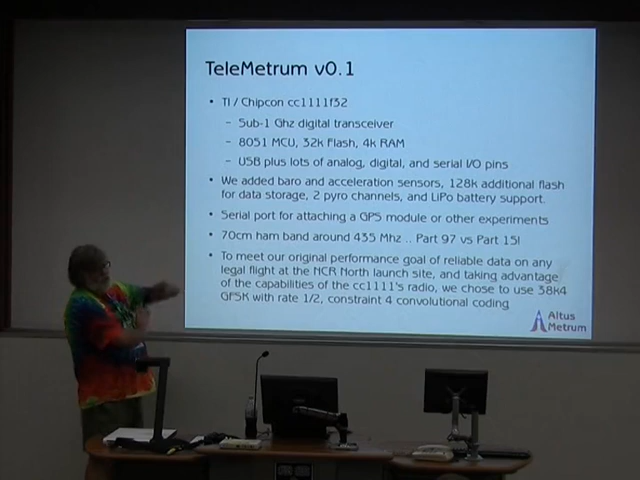 TeleMetrum v0.1
• TI / Chipcon cc1111f32
– Sub-1 Ghz digital transceiver
– 8051 MCU, 32k Flash, 4k RAM
– USB plus lots of analog, digital, and serial I/O pins
• We added baro and acceleration sensors, 128k additional flash
for data storage, 2 pyro channels, and LiPo battery support.
• Serial port for attaching a GPS module or other experiments
• 70cm ham band around 435 Mhz .. Part 97 vs Part 15!
• To meet our original performance goal of reliable data on any
legal flight at the NCR North launch site, and taking advantage
of the capabilities of the cc1111's radio, we chose to use 38k4
GFSK with rate 1/2, constraint 4 convolutional coding
Altus
Metrum